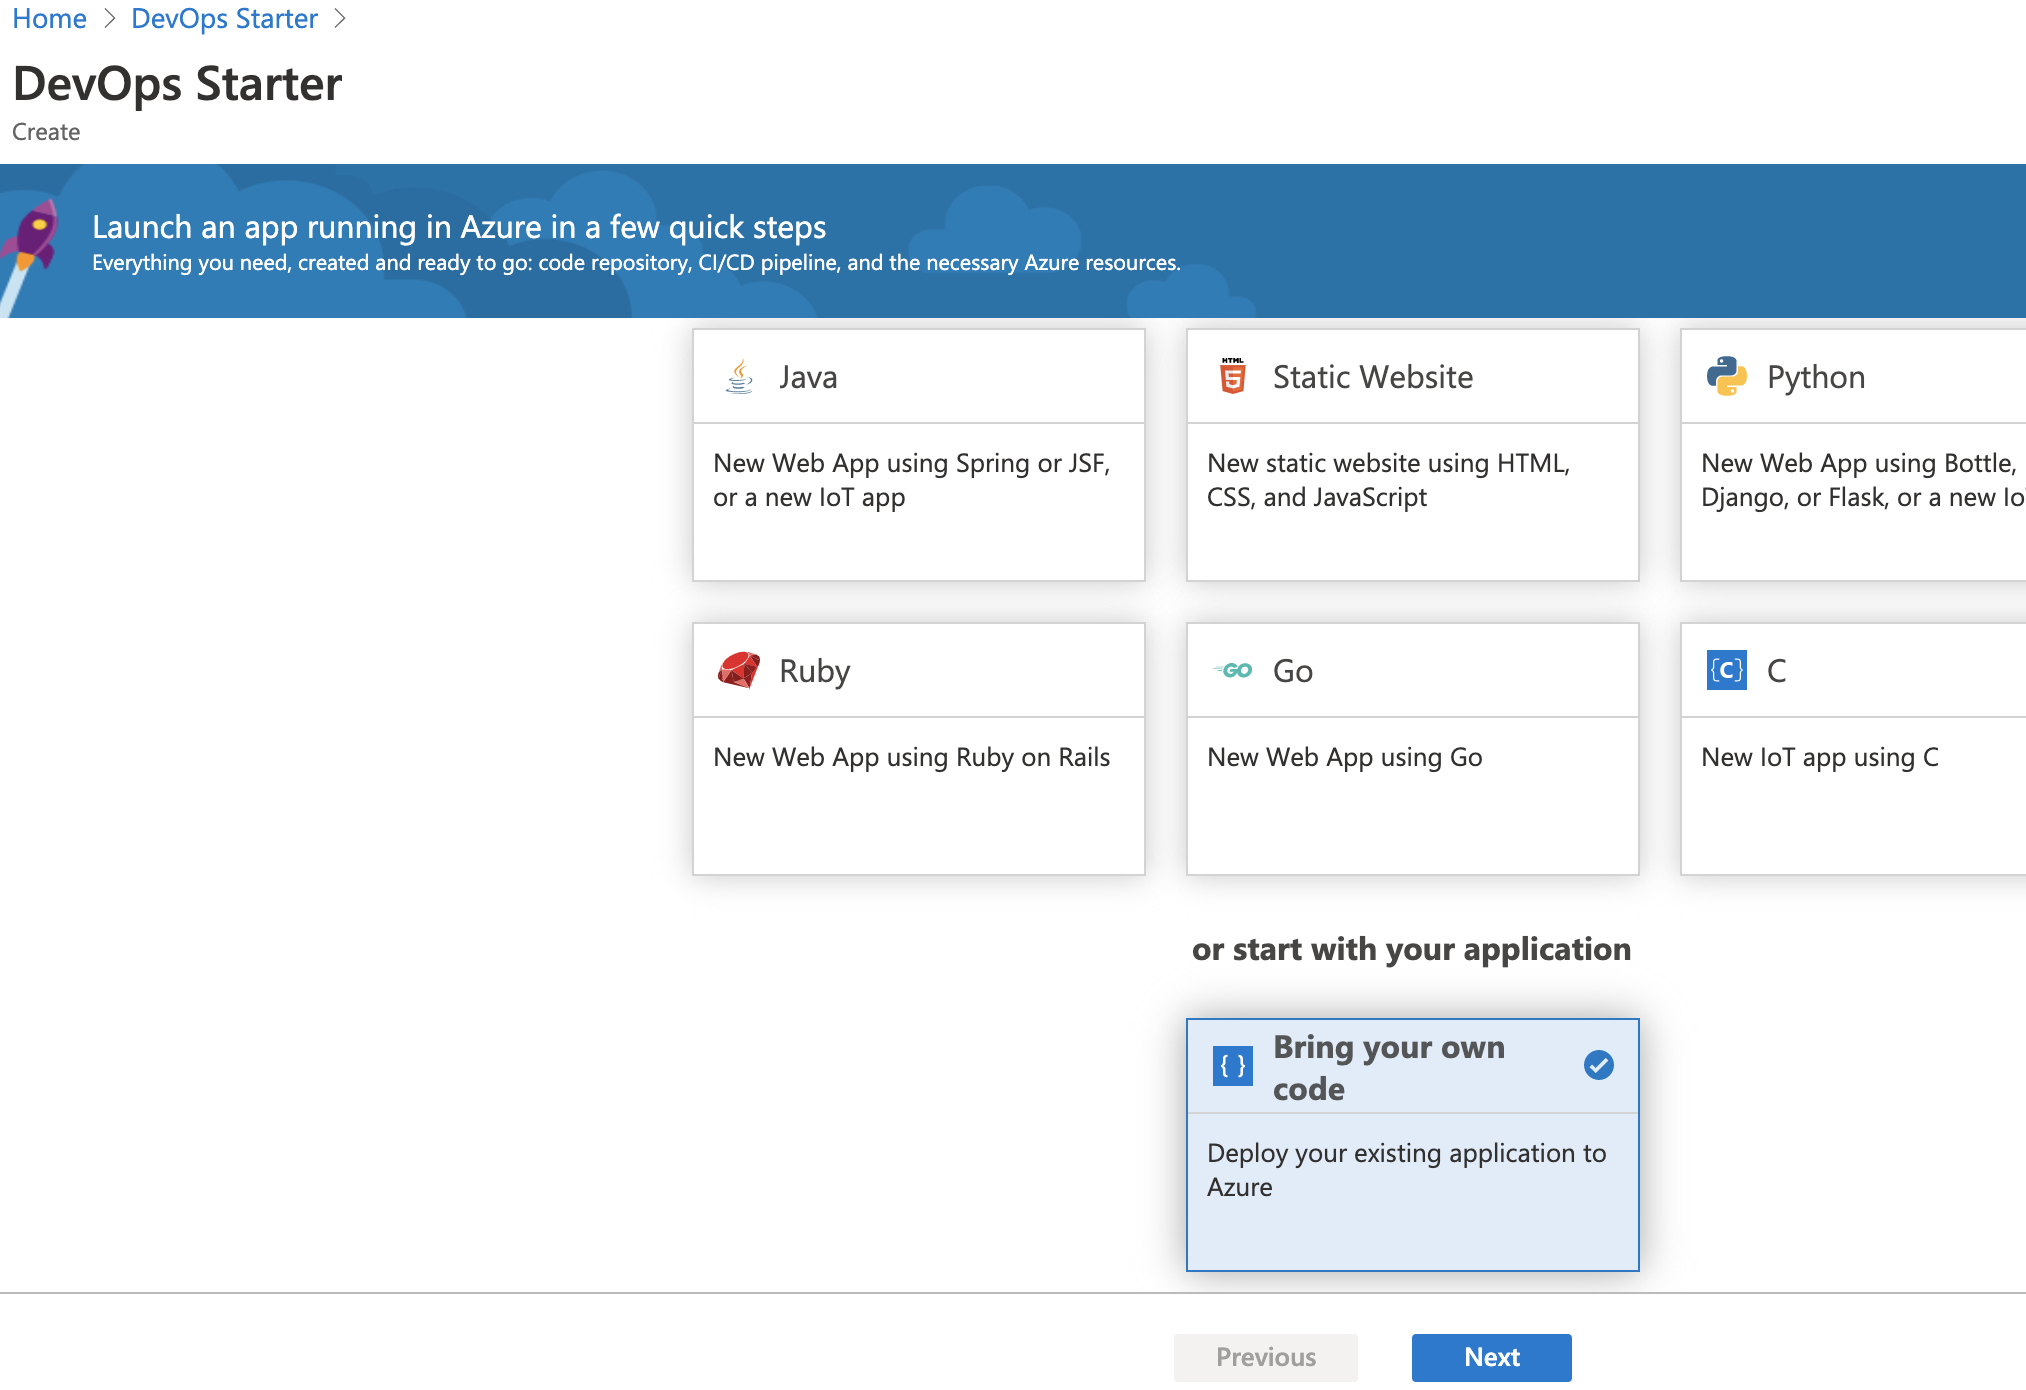 Home > DevOps Starter >
DevOps Starter
Create
Launch an app running in Azure in a few quick steps
Everything you need, created and ready to go: code repository, CI/CD pipeline, and the necessary Azure resources.
Java
New Web App using Spring or JSF,
or a new IoT app
HTML
5
Static Website
New static website using HTML,
CSS, and JavaScript
Python
New Web App using Bottle,
Django, or Flask, or a new Io
Ruby
New Web App using Ruby on Rails
GO
Go
New Web App using Go
{C}
C
New IoT app using C
or start with your application
{ }
Bring your own
code
Deploy your existing application to
Azure
Previous
Next